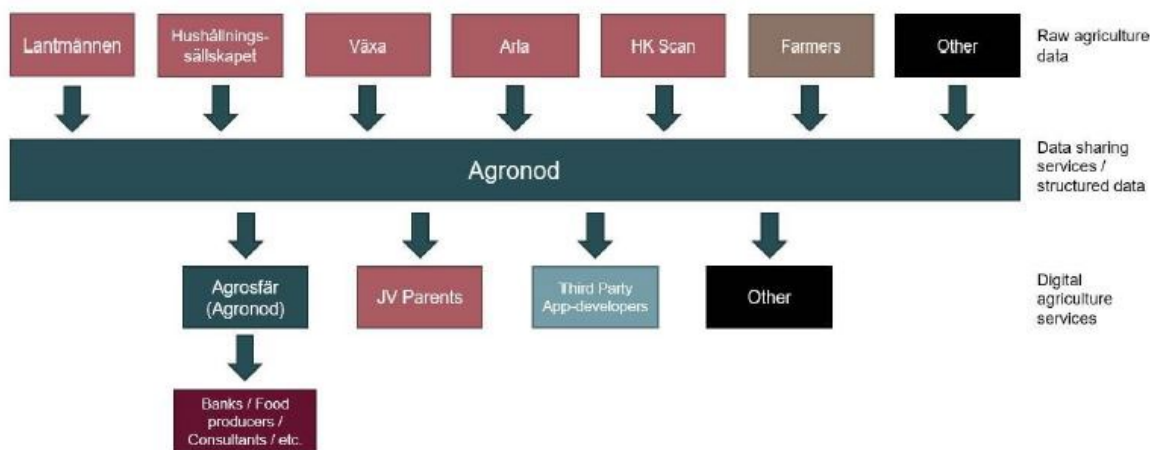 Lantmännen
Hushållnings-
sällskapet
Växa
Arla
HK Scan
Farmers
Other
Raw agriculture
data
Agronod
Data sharing
services /
structured data
Agrosfär
(Agronod)
JV Parents
Third Party
App-developers
Other
Digital
agriculture
services
Banks / Food
producers /
Consultants / etc.